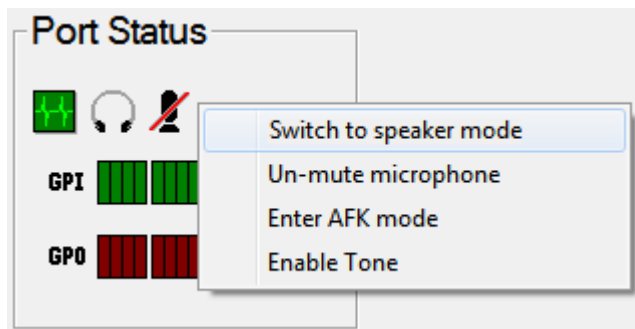 Port Status
Switch to speaker mode
Un-mute microphone
GPI
Enter AFK mode
GPO
Enable Tone